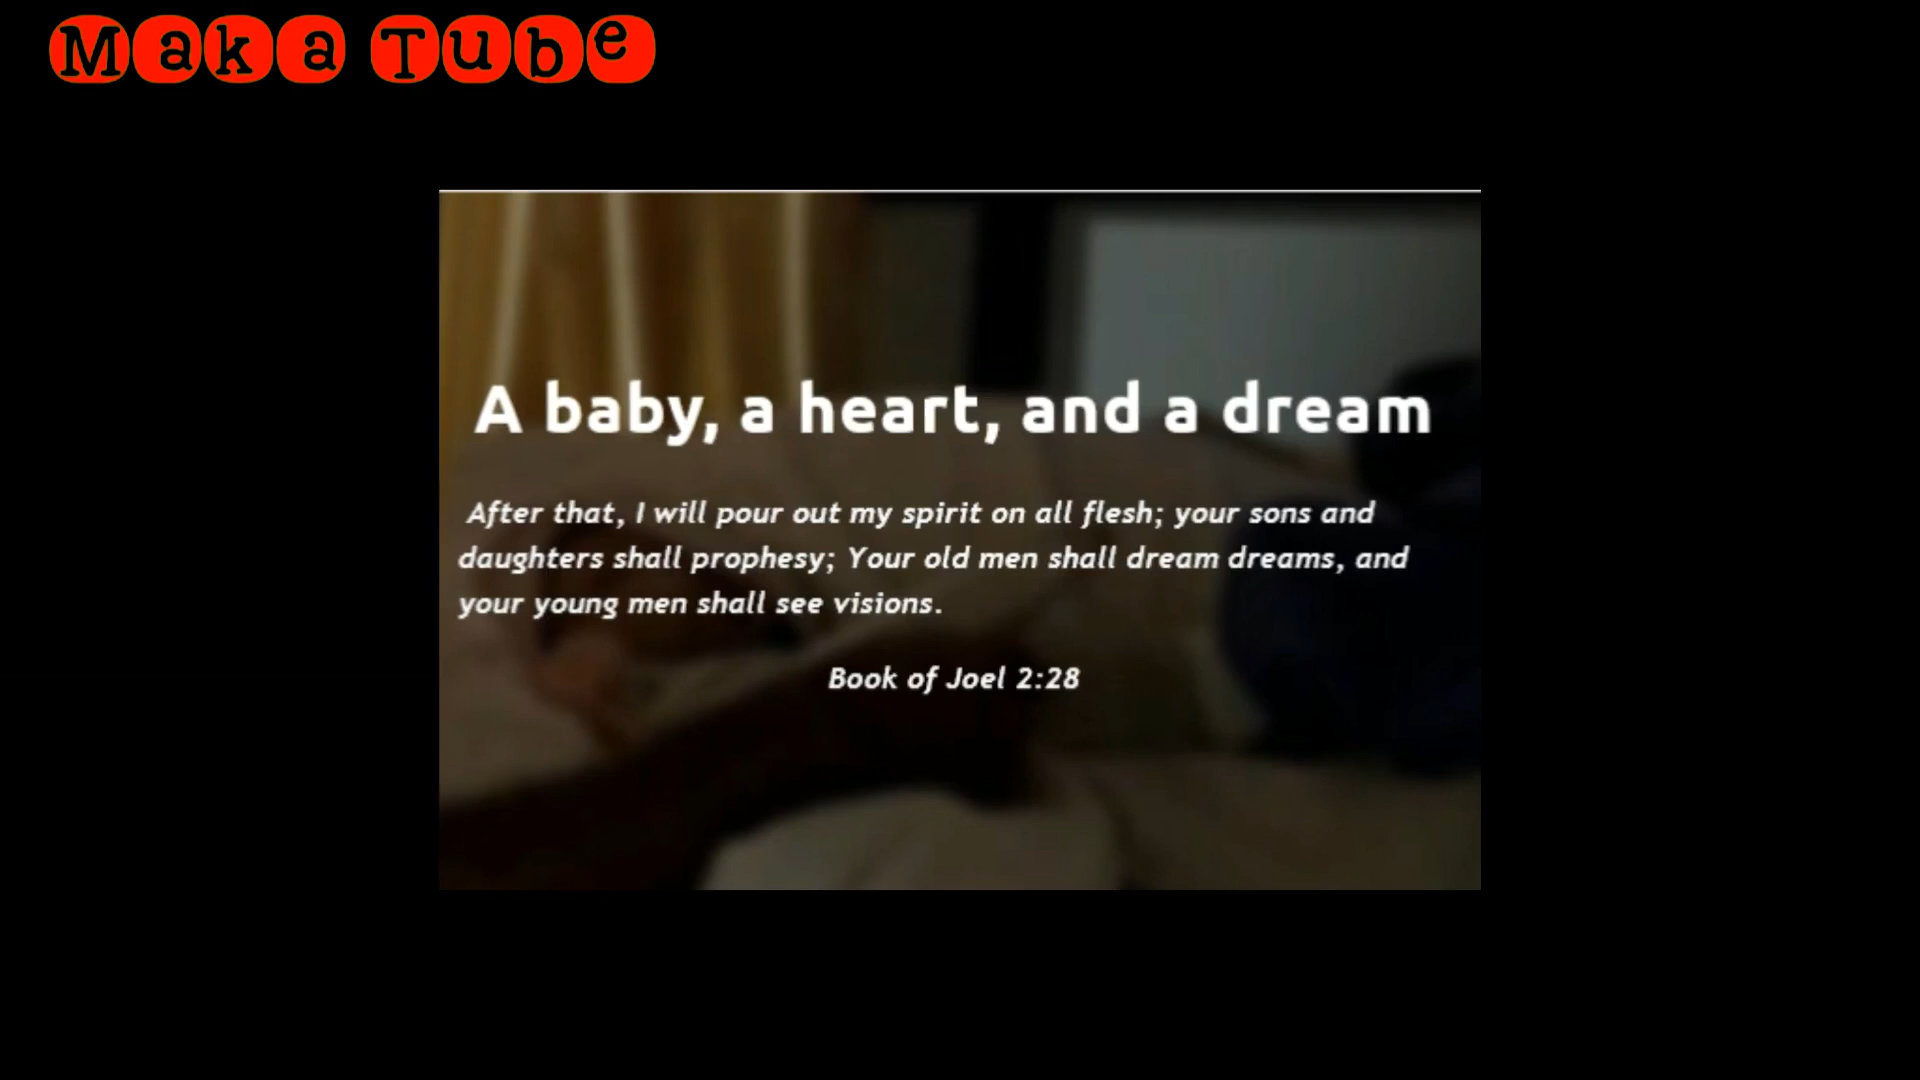 Maka Tube
A baby, a heart, and a dream
After that, I will pour out my spirit on all flesh; your sons and
daughters shall prophesy; Your old men shall dream dreams, and
your young men shall see visions.
Book of Joel 2:28